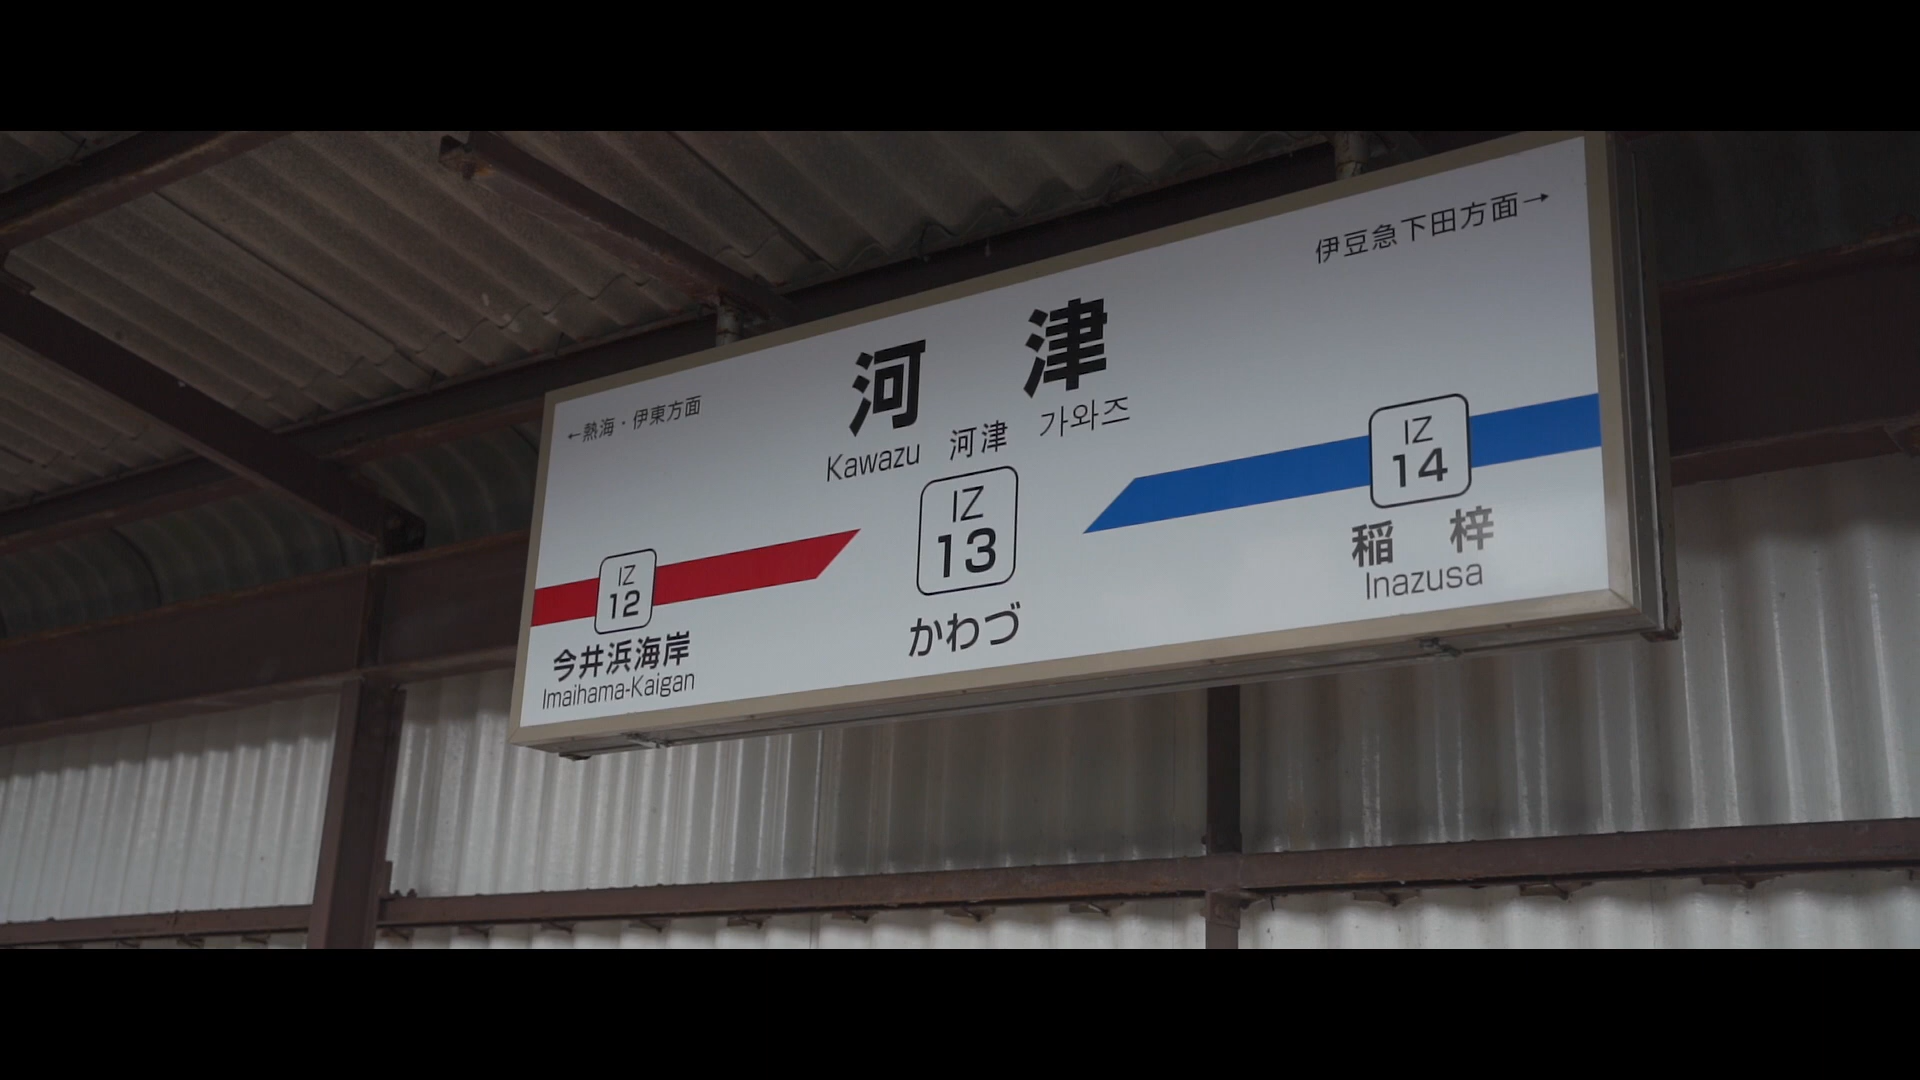 伊豆急下田方面→
←熱海・伊東方面
河津
Kawazu 河津 가와즈
IZ
13
かわづ
IZ
12
今井浜海岸
Imaihama-Kaigan
IZ
14
稲梓
Inazusa